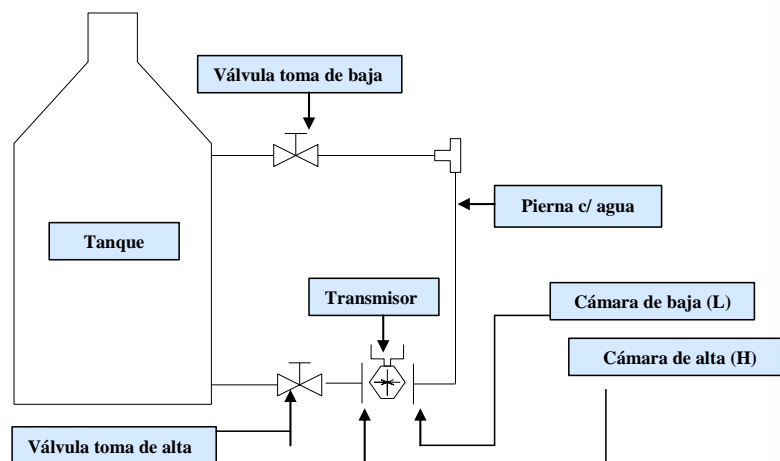 Válvula toma de baja
Pierna c/ agua
Tanque
Transmisor
Cámara de baja (L)
Cámara de alta (H)
Válvula toma de alta